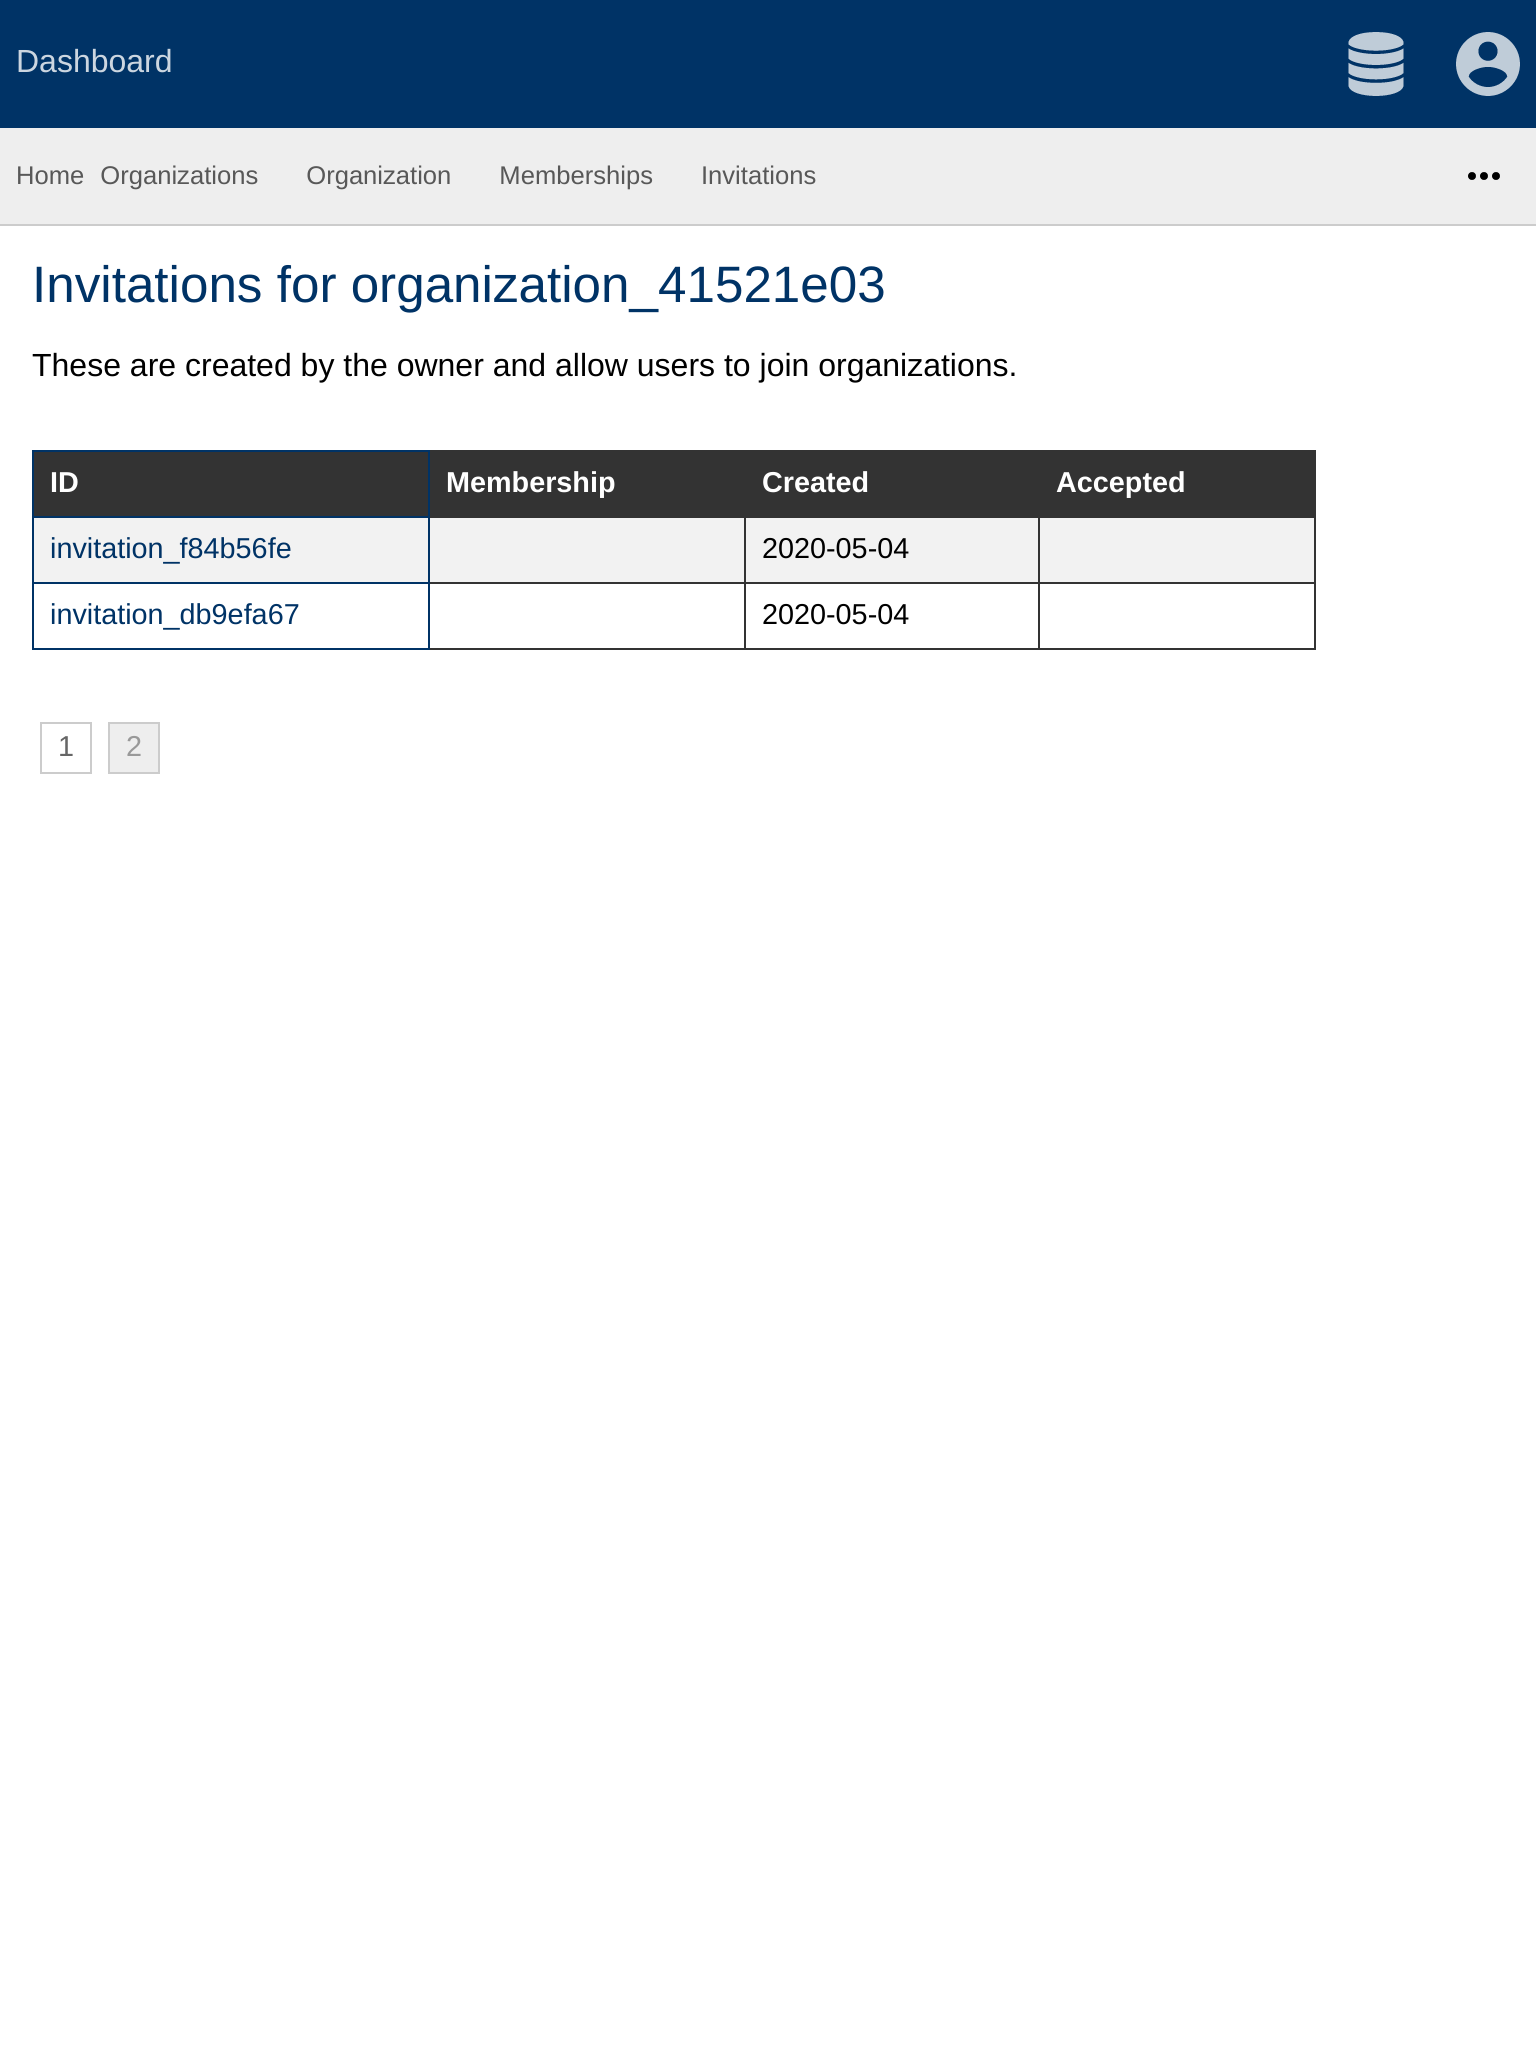 Dashboard
Home Organizations Organization Memberships Invitations
Invitations for organization_41521e03
These are created by the owner and allow users to join organizations.
ID Membership Created Accepted
invitation_f84b56fe 2020-05-04
invitation_db9efa67 2020-05-04
1 2